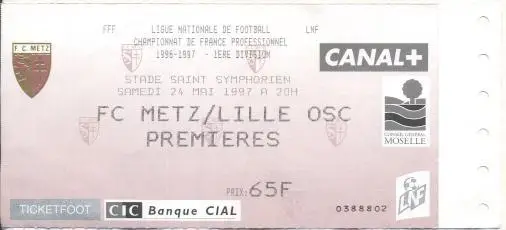 FFF LIGUE NATIONALE DE FOOTBALL LNF
CHAMPIONNAT DE FRANCE PROFESSIONNEL
1996-1997 - 1ERE DIVISION
F.C. METZ
CANAL+
STADE SAINT SYMPHORIEN
SAMEDI 24 MAI 1997 A 20H
FC METZ/LILLE OSC
PREMIERES
CONSEIL GENERAL
MOSELLE
PRIX: 65F
TICKETFOOT
CIC Banque CIAL
0388802
LNF